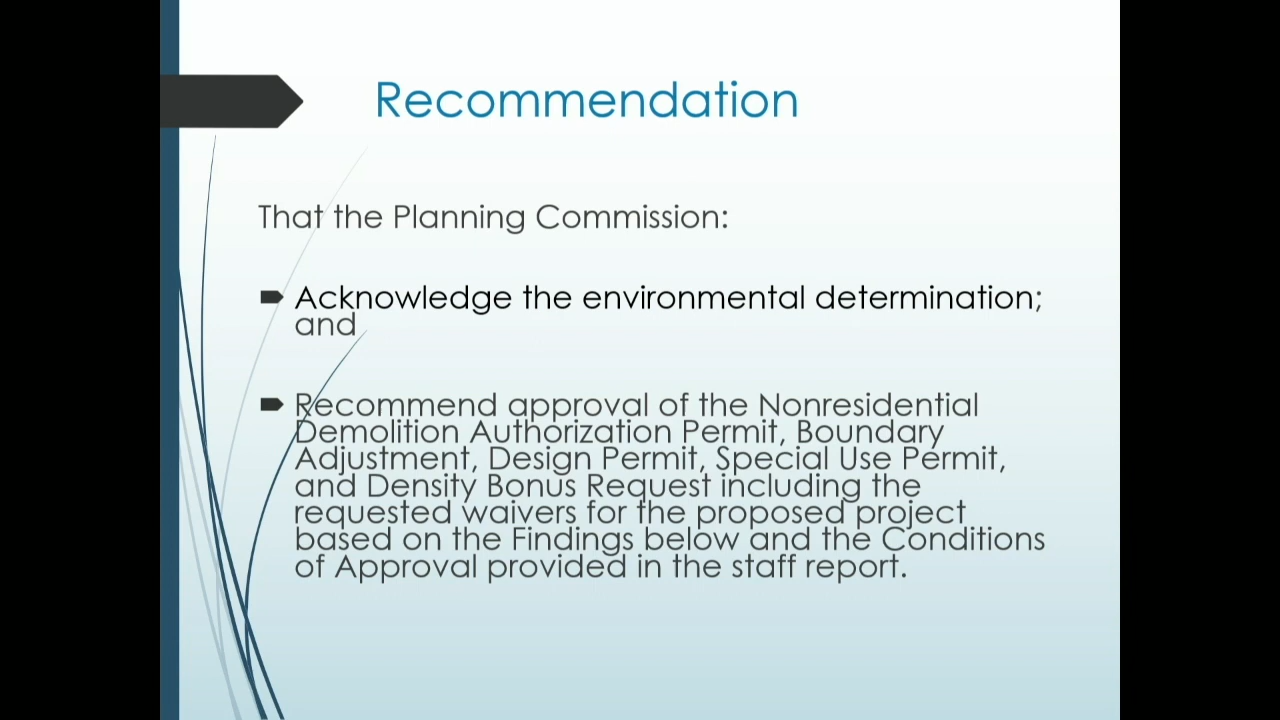 Recommendation
That the Planning Commission:
Acknowledge the environmental determination;
and
Recommend approval of the Nonresidential
Demolition Authorization Permit, Boundary
Adjustment, Design Permit, Special Use Permit,
and Density Bonus Request including the
requested waivers for the proposed project
based on the Findings below and the Conditions
of Approval provided in the staff report.